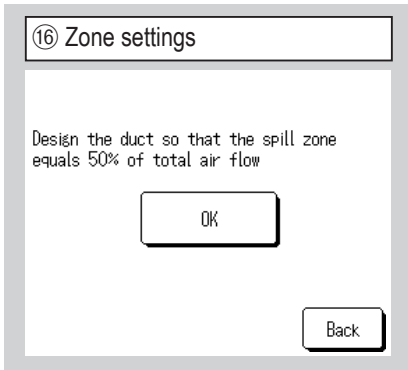 ⑯ Zone settings
Design the duct so that the spill zone
equals 50% of total air flow
OK
Back